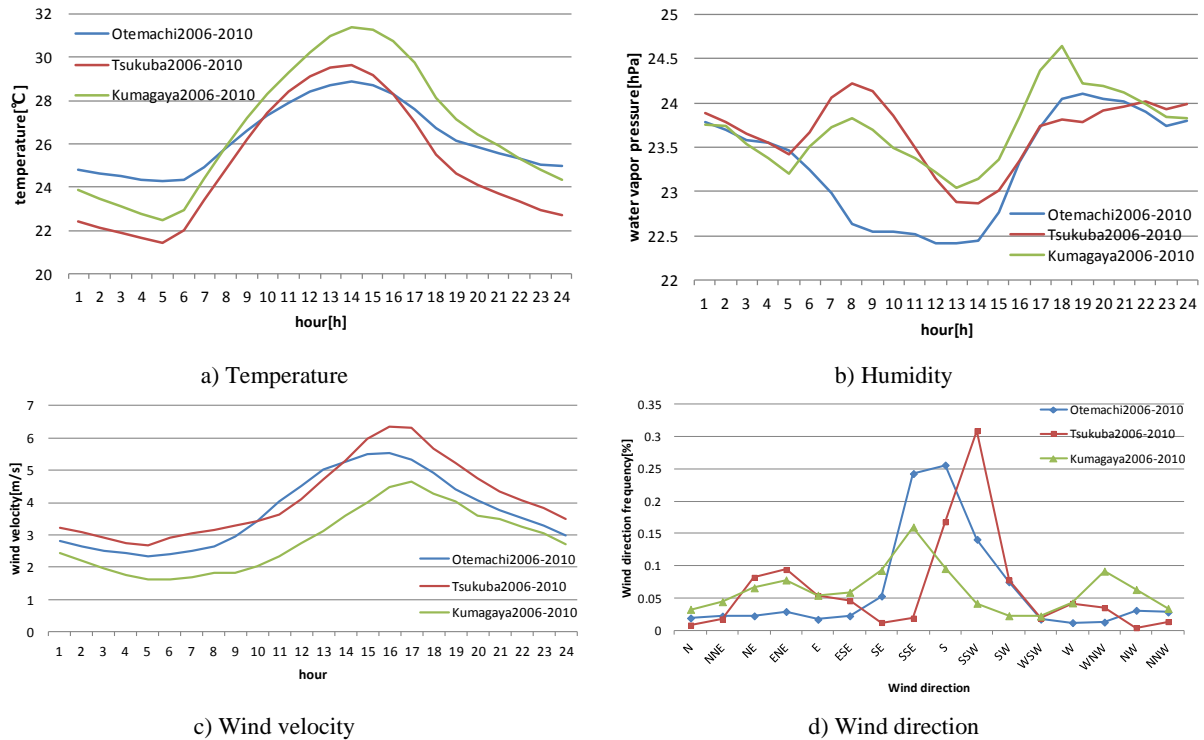 32
30
28
26
24
22
20
temperature[℃]
Otemachi2006-2010
Tsukuba2006-2010
Kumagaya2006-2010
1 2 3 4 5 6 7 8 9 10 11 12 13 14 15 16 17 18 19 20 21 22 23 24
hour[h]
a) Temperature
25
24.5
24
23.5
23
22.5
22
water vapor pressure[hPa]
Otemachi2006-2010
Tsukuba2006-2010
Kumagaya2006-2010
1 2 3 4 5 6 7 8 9 10 11 12 13 14 15 16 17 18 19 20 21 22 23 24
hour[h]
b) Humidity
7
6
5
4
3
2
1
0
wind velocity[m/s]
Otemachi2006-2010
Tsukuba2006-2010
Kumagaya2006-2010
1 2 3 4 5 6 7 8 9 10 11 12 13 14 15 16 17 18 19 20 21 22 23 24
hour
c) Wind velocity
0.35
0.3
0.25
0.2
0.15
0.1
0.05
0
Wind direction frequency[%]
Otemachi2006-2010
Tsukuba2006-2010
Kumagaya2006-2010
N NNE NE ENE E ESE SE SSE S SSW SW WSW W WNW NW NNW
Wind direction
d) Wind direction